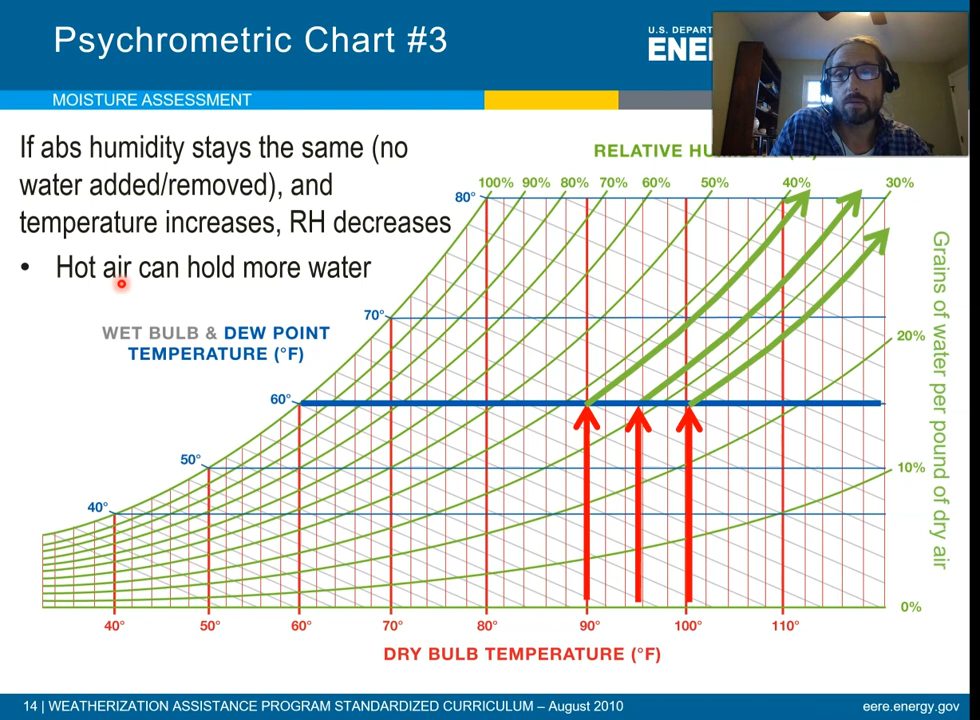 Psychrometric Chart #3
U.S. DEPART
ENE
MOISTURE ASSESSMENT
If abs humidity stays the same (no
water added/removed), and
temperature increases, RH decreases
• Hot air can hold more water
RELATIVE HU
100% 90% 80% 70% 60% 50% 40% 30%
80°
70°
WET BULB & DEW POINT
TEMPERATURE (°F)
60°
50°
40°
20%
10%
0%
Grains of water per pound of dry air
40° 50° 60° 70° 80° 90° 100° 110°
DRY BULB TEMPERATURE (°F)
14 | WEATHERIZATION ASSISTANCE PROGRAM STANDARDIZED CURRICULUM – August 2010
eere.energy.gov